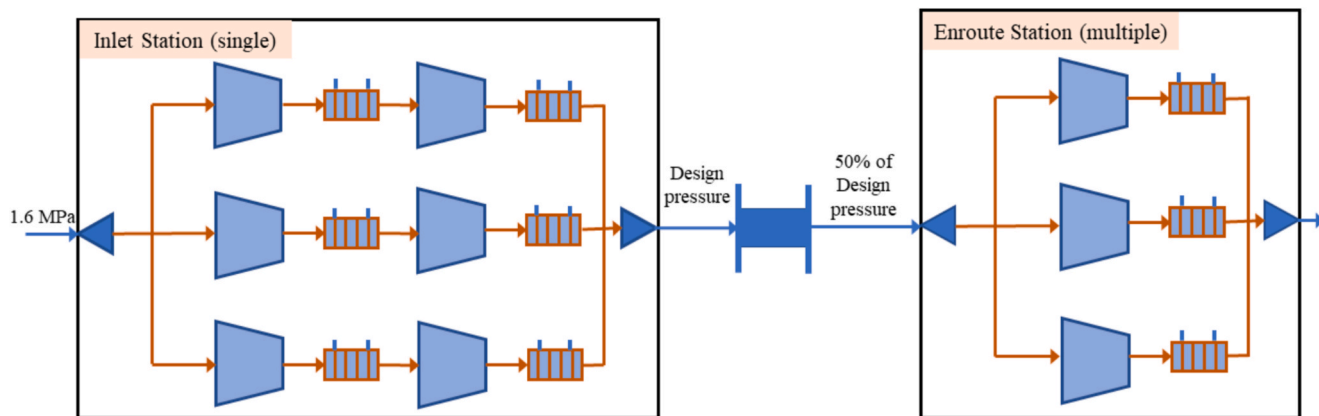 Inlet Station (single)
Enroute Station (multiple)
1.6 MPa
Design
pressure
50% of
Design
pressure